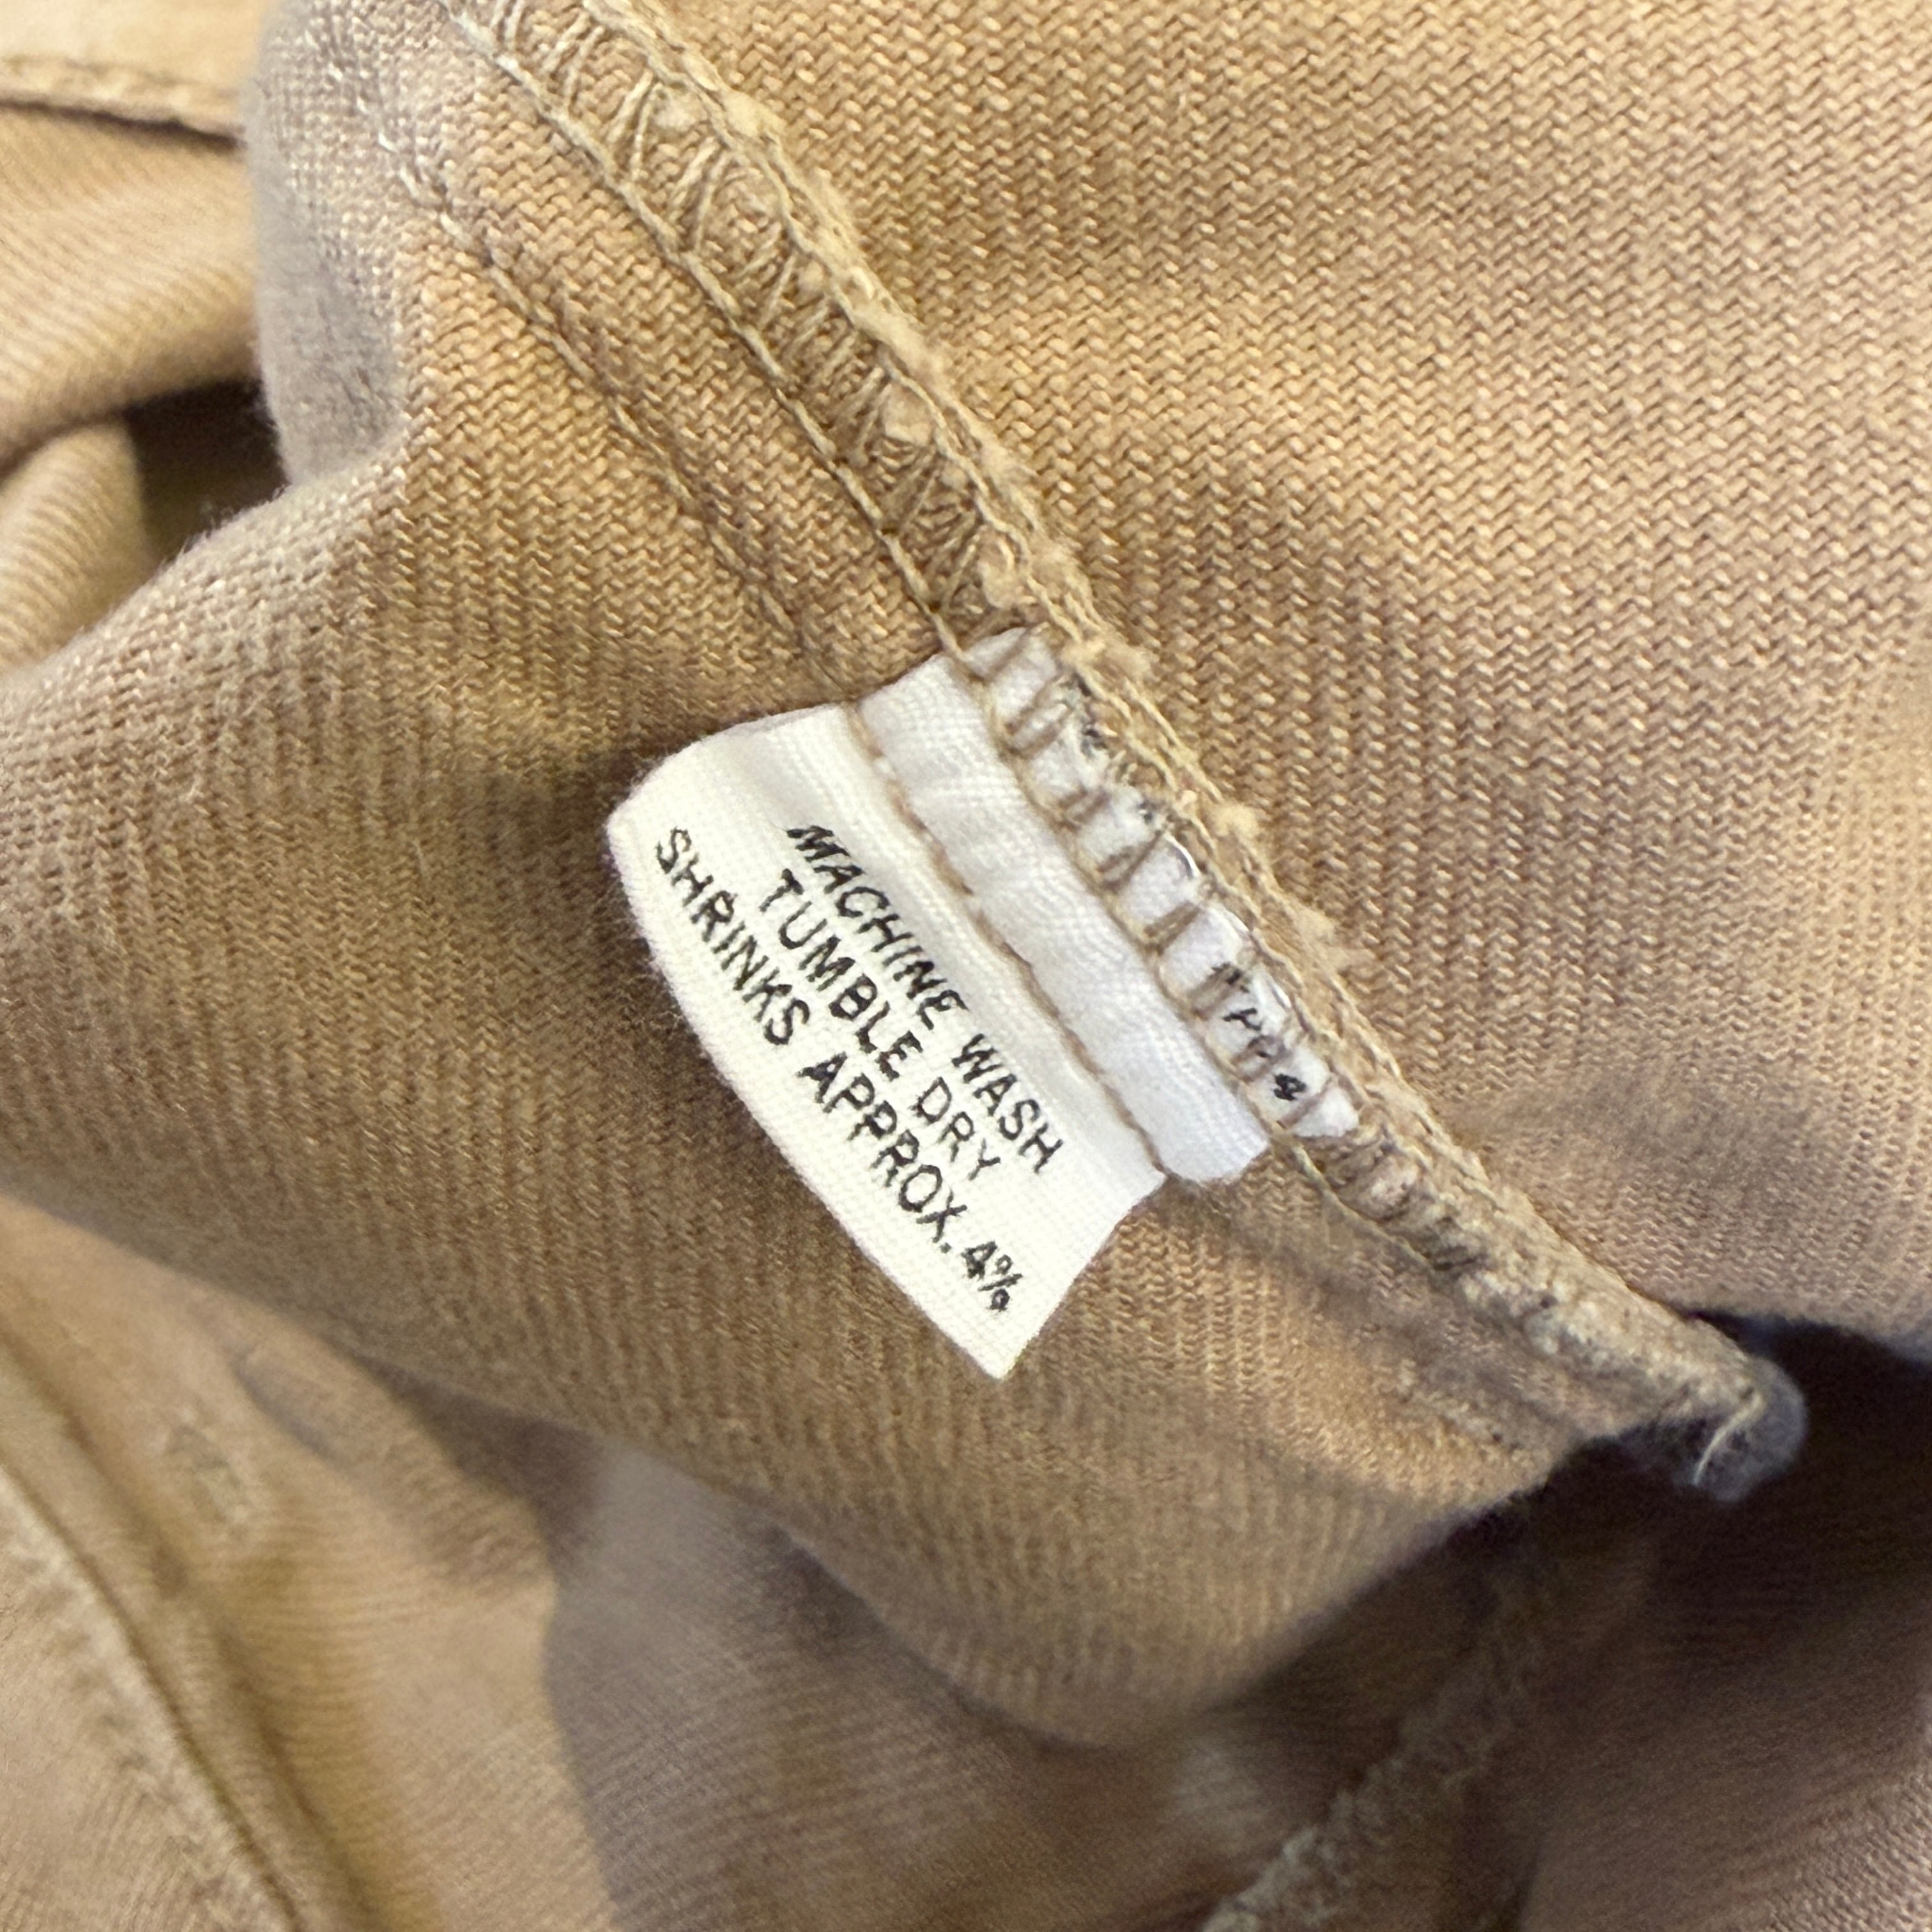 MACHINE WASH
TUMBLE DRY
SHRINKS APPROX. 4%